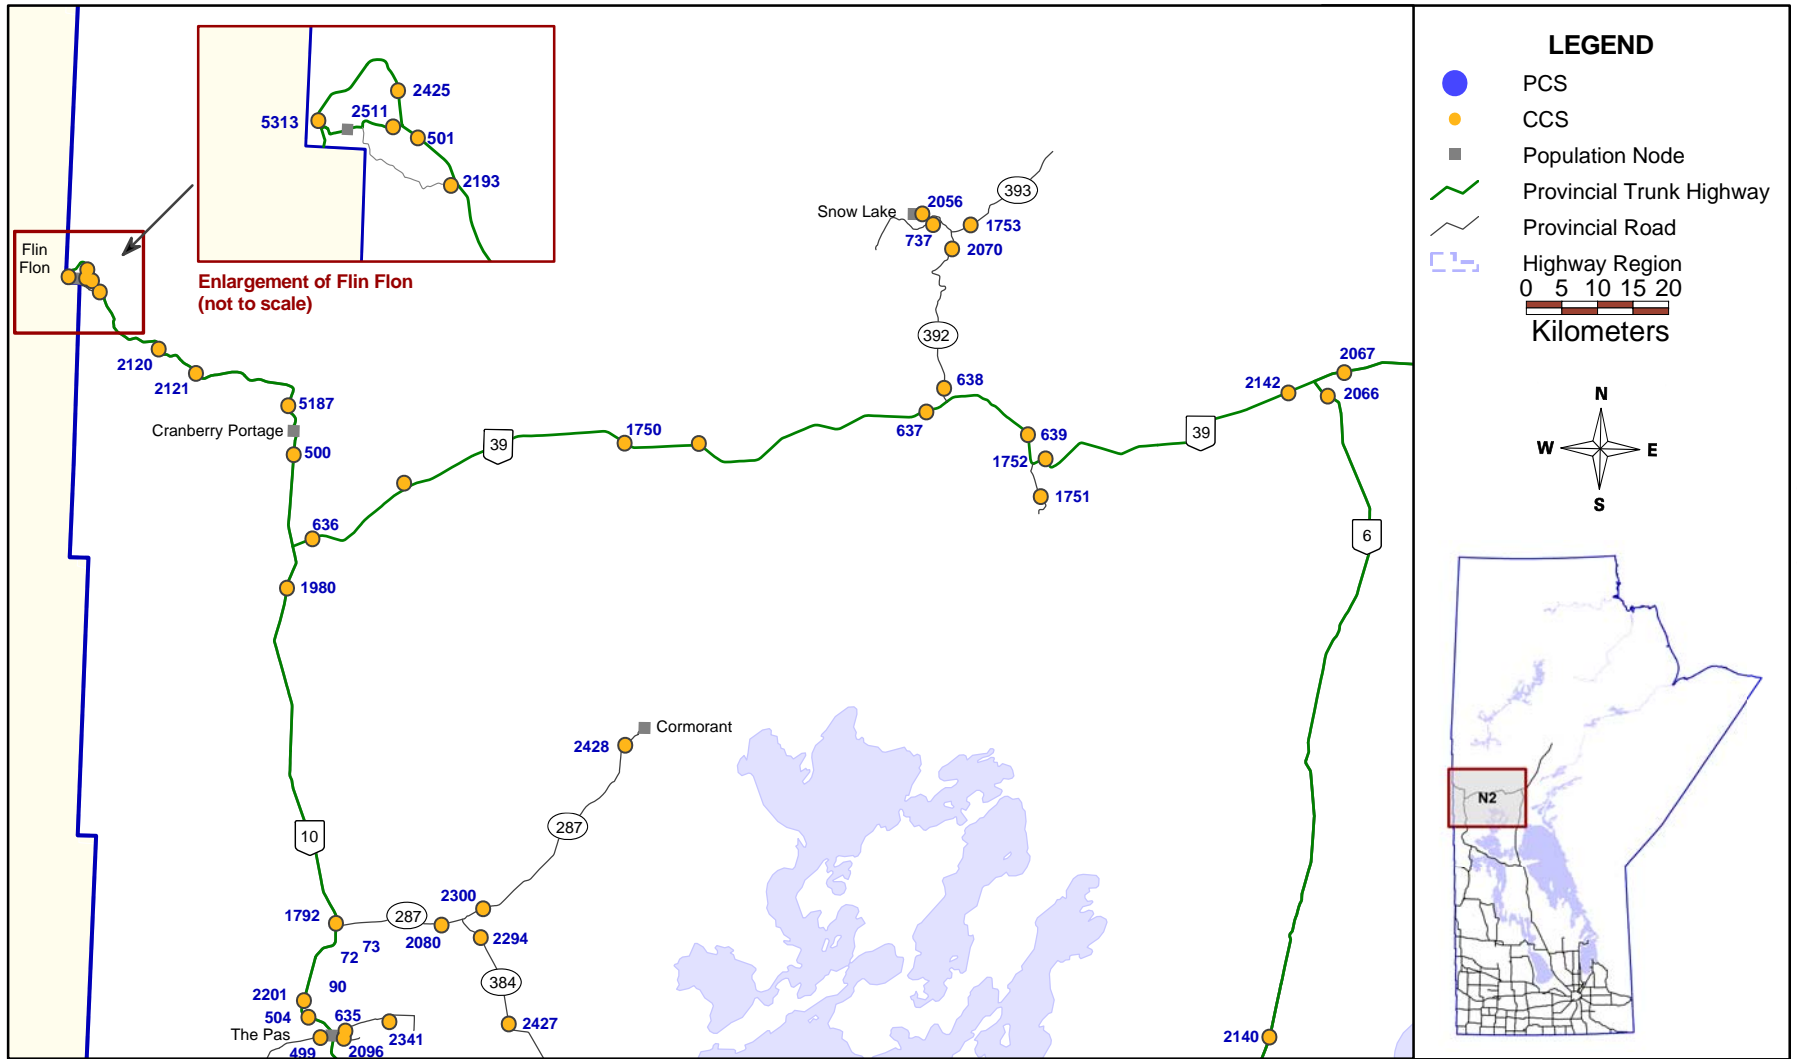 2425
2511
5313
501
2193
Enlargement of Flin Flon
(not to scale)
Flin
Flon
2120
2121
5187
Cranberry Portage
500
636
1980
39
1750
Snow Lake
2056
737
1753
2070
393
392
638
637
639
1752
1751
39
2142
2067
2066
6
2140
Cormorant
2428
287
10
1792
287
2300
2080
2294
73
72
384
2427
90
2201
504
635
The Pas
2341
499
2096
LEGEND
PCS
CCS
Population Node
Provincial Trunk Highway
Provincial Road
Highway Region
0 5 10 15 20
Kilometers
N
W E
S
N2